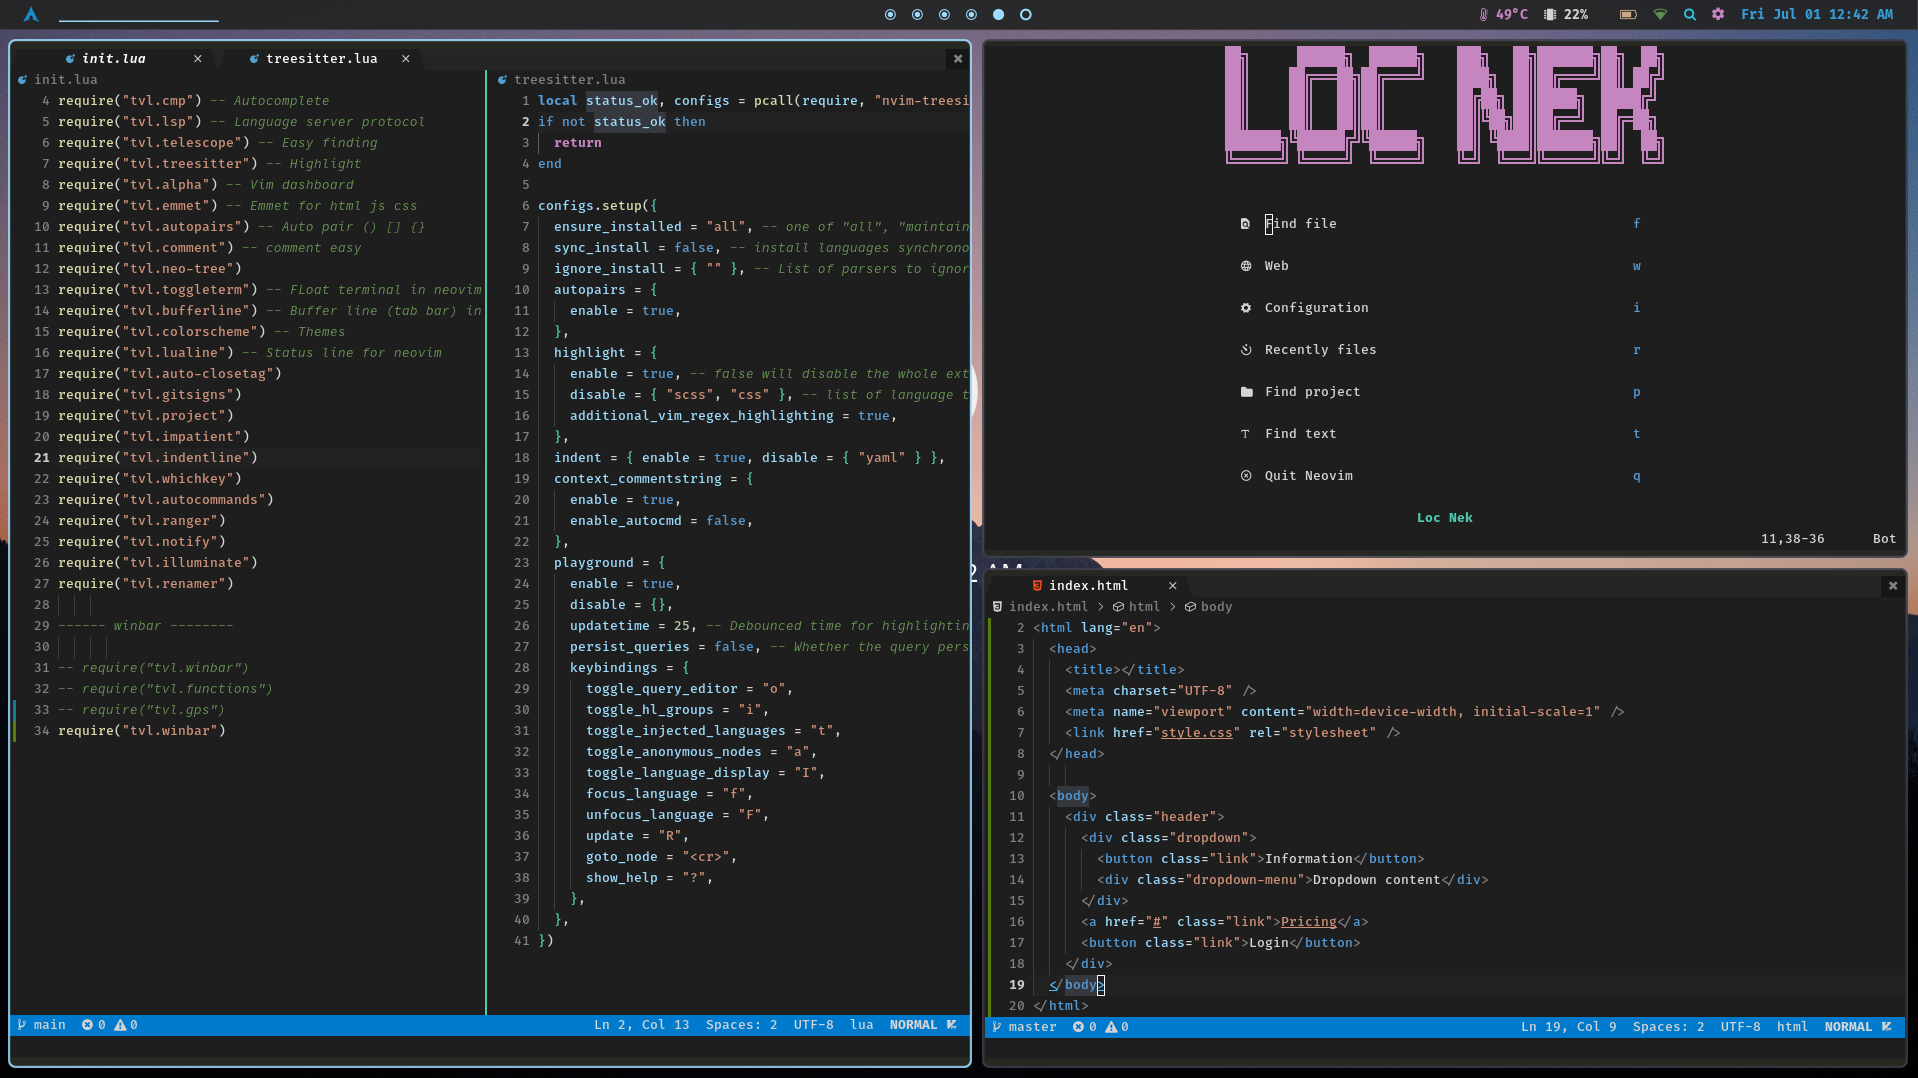 49°C 22% Fri Jul 01 12:42 AM
init.lua × treesitter.lua ×
init.lua
4 require("tvl.cmp") -- Autocomplete
5 require("tvl.lsp") -- Language server protocol
6 require("tvl.telescope") -- Easy finding
7 require("tvl.treesitter") -- Highlight
8 require("tvl.alpha") -- Vim dashboard
9 require("tvl.emmet") -- Emmet for html js css
10 require("tvl.autopairs") -- Auto pair () [] {}
11 require("tvl.comment") -- comment easy
12 require("tvl.neo-tree")
13 require("tvl.toggleterm") -- FLoat terminal in neovim
14 require("tvl.bufferline") -- Buffer line (tab bar) in
15 require("tvl.colorscheme") -- Themes
16 require("tvl.lualine") -- Status line for neovim
17 require("tvl.auto-closetag")
18 require("tvl.gitsigns")
19 require("tvl.project")
20 require("tvl.impatient")
21 require("tvl.indentline")
22 require("tvl.whichkey")
23 require("tvl.autocommands")
24 require("tvl.ranger")
25 require("tvl.notify")
26 require("tvl.illuminate")
27 require("tvl.renamer")
28
29 ------ winbar --------
30
31 -- require("tvl.winbar")
32 -- require("tvl.functions")
33 -- require("tvl.gps")
34 require("tvl.winbar")
treesitter.lua
1 local status_ok, configs = pcall(require, "nvim-treesi
2 if not status_ok then
3 return
4 end
5
6 configs.setup({
7 ensure_installed = "all", -- one of "all", "maintain
8 sync_install = false, -- install languages synchrono
9 ignore_install = { "" }, -- List of parsers to ignor
10 autopairs = {
11 enable = true,
12 },
13 highlight = {
14 enable = true, -- false will disable the whole ext
15 disable = { "scss", "css" }, -- list of language t
16 additional_vim_regex_highlighting = true,
17 },
18 indent = { enable = true, disable = { "yaml" } },
19 context_commentstring = {
20 enable = true,
21 enable_autocmd = false,
22 },
23 playground = {
24 enable = true,
25 disable = {},
26 updatetime = 25, -- Debounced time for highlightin
27 persist_queries = false, -- Whether the query pers
28 keybindings = {
29 toggle_query_editor = "o",
30 toggle_hl_groups = "i",
31 toggle_injected_languages = "t",
32 toggle_anonymous_nodes = "a",
33 toggle_language_display = "I",
34 focus_language = "f",
35 unfocus_language = "F",
36 update = "R",
37 goto_node = "<cr>",
38 show_help = "?",
39 },
40 },
41 })
main 0 0 Ln 2, Col 13 Spaces: 2 UTF-8 lua NORMAL
LOC NEK
Find file f
Web w
Configuration i
Recently files r
Find project p
Find text t
Quit Neovim q
Loc Nek
11,38-36 Bot
2 AM
index.html ×
index.html > html > body
2 <html lang="en">
3 <head>
4 <title></title>
5 <meta charset="UTF-8" />
6 <meta name="viewport" content="width=device-width, initial-scale=1" />
7 <link href="style.css" rel="stylesheet" />
8 </head>
9
10 <body>
11 <div class="header">
12 <div class="dropdown">
13 <button class="link">Information</button>
14 <div class="dropdown-menu">Dropdown content</div>
15 </div>
16 <a href="#" class="link">Pricing</a>
17 <button class="link">Login</button>
18 </div>
19 </body>
20 </html>
master 0 0 Ln 19, Col 9 Spaces: 2 UTF-8 html NORMAL